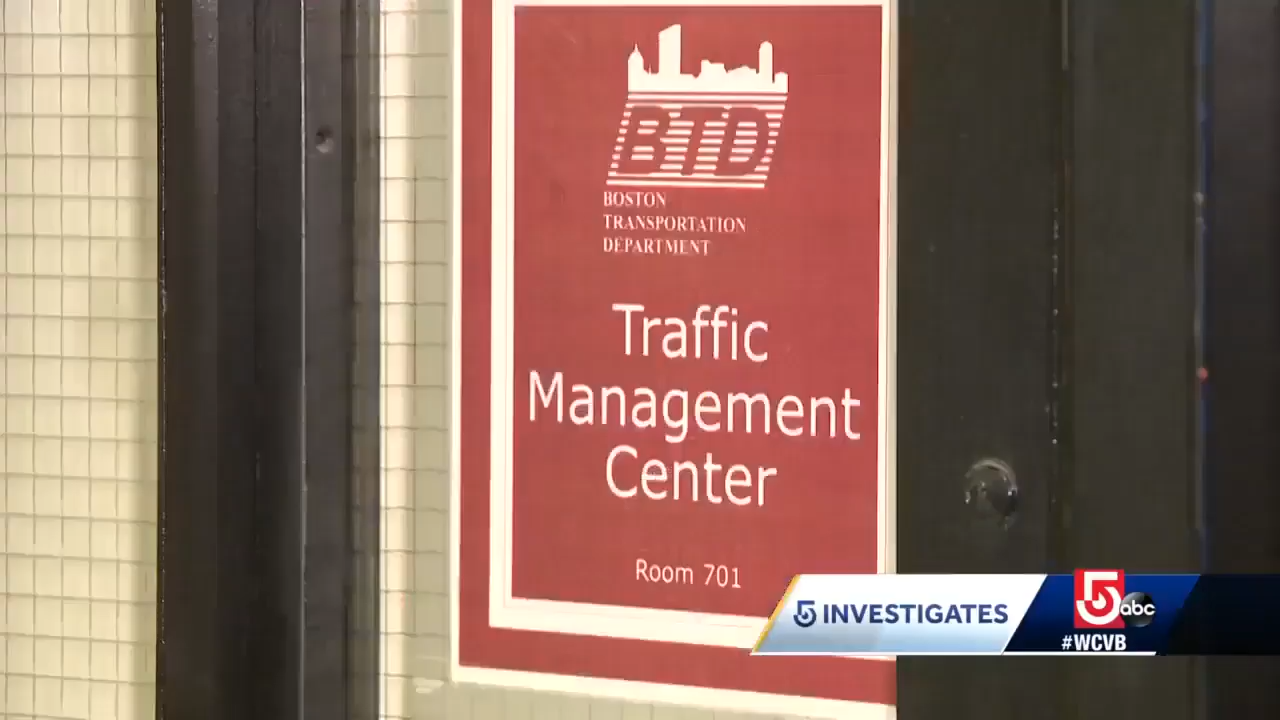 BTD
BOSTON
TRANSPORTATION
DEPARTMENT
Traffic
Management
Center
Room 701
5 INVESTIGATES
5 abc
#WCVB